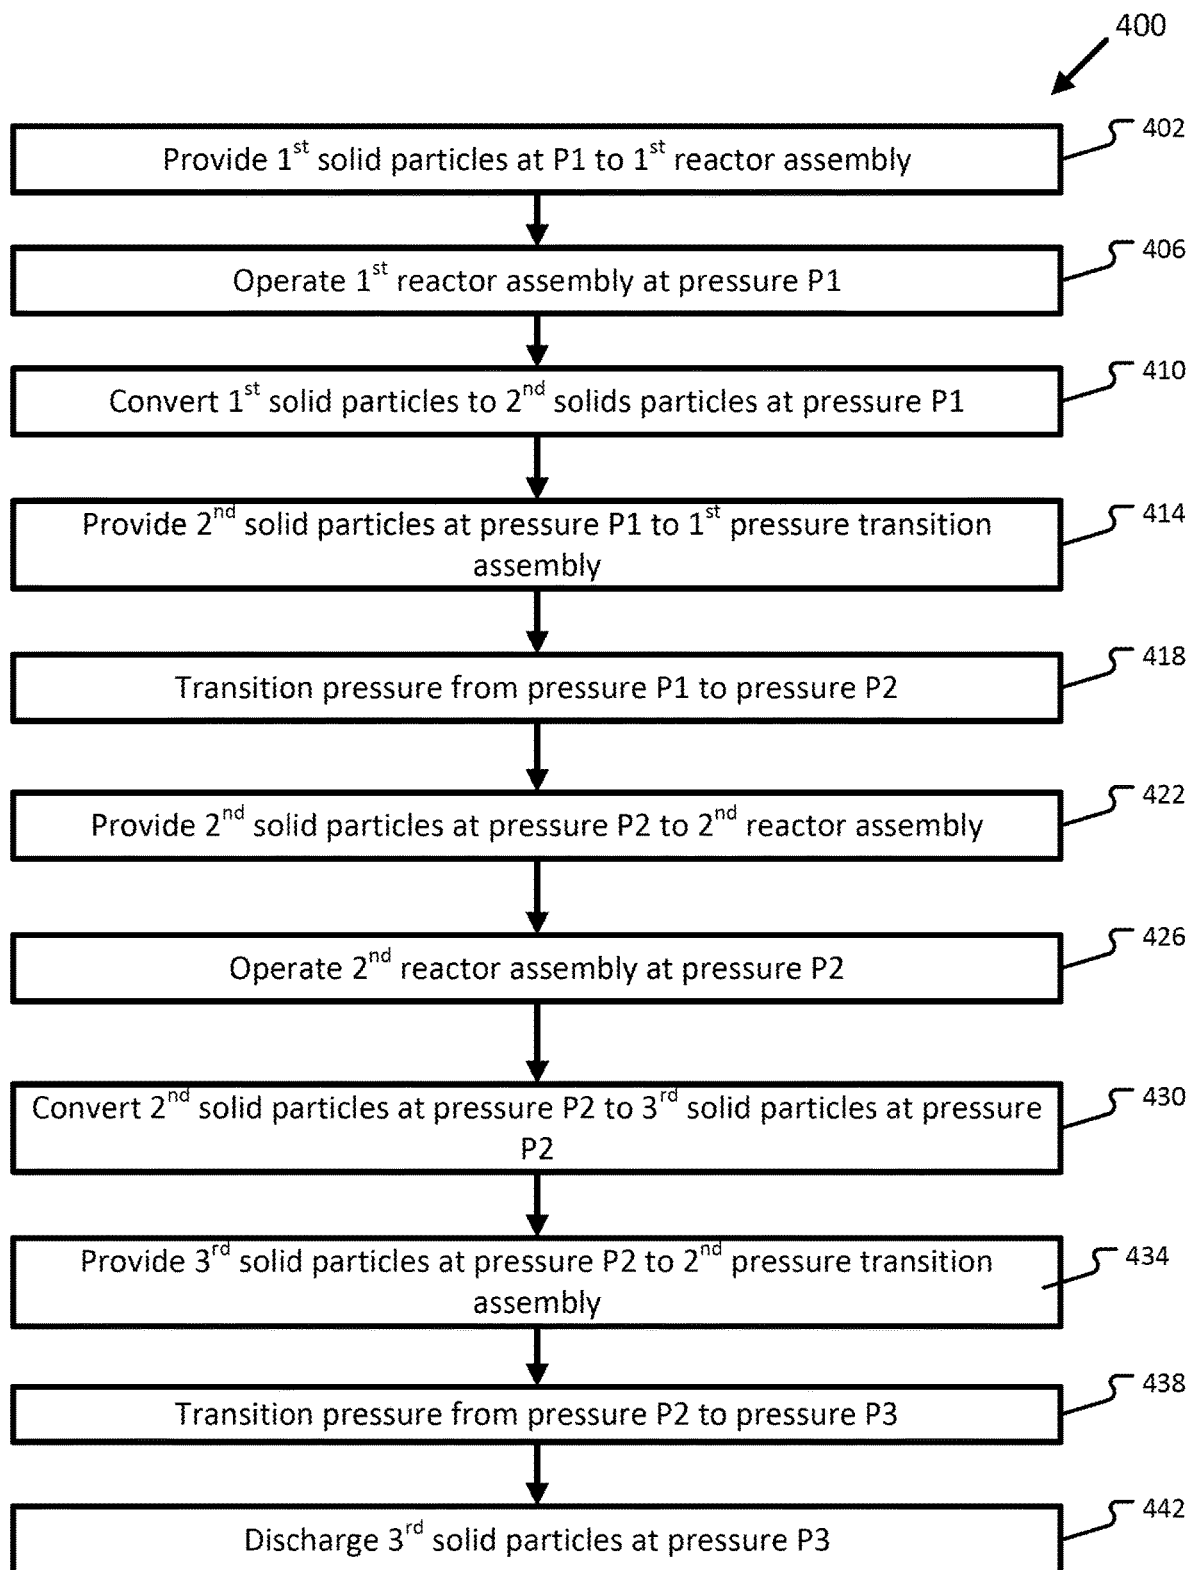 400
Provide 1st solid particles at P1 to 1st reactor assembly
402
Operate 1st reactor assembly at pressure P1
406
Convert 1st solid particles to 2nd solids particles at pressure P1
410
Provide 2nd solid particles at pressure P1 to 1st pressure transition
assembly
414
Transition pressure from pressure P1 to pressure P2
418
Provide 2nd solid particles at pressure P2 to 2nd reactor assembly
422
Operate 2nd reactor assembly at pressure P2
426
Convert 2nd solid particles at pressure P2 to 3rd solid particles at pressure
P2
430
Provide 3rd solid particles at pressure P2 to 2nd pressure transition
assembly
434
Transition pressure from pressure P2 to pressure P3
438
Discharge 3rd solid particles at pressure P3
442